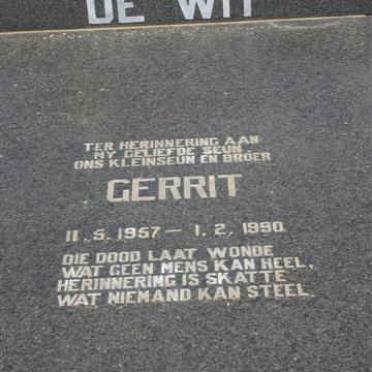 DE WIT
TER HERINNERING AAN
MY GELIEFDE SEUN
ONS KLEINSEUN EN BROER
GERRIT
11.5.1957 — 1.2.1990
DIE DOOD LAAT WONDE
WAT GEEN MENS KAN HEEL,
HERINNERING IS SKATTE
WAT NIEMAND KAN STEEL.